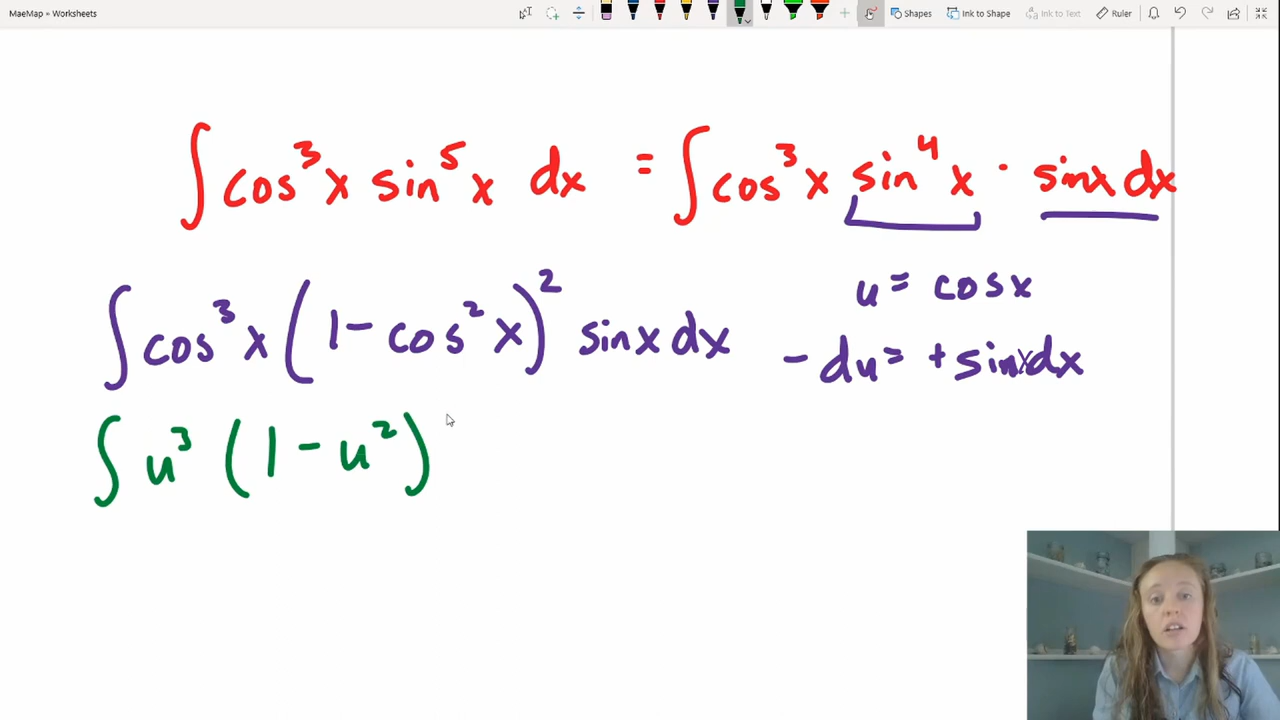 MaeMap » Worksheets
Shapes Ink to Shape Ink to Text Ruler
∫ cos³x sin⁵x dx = ∫ cos³x sin⁴x · sinx dx
u = cosx
∫ cos³x (1 - cos²x)² sinx dx
- du = + sinxdx
∫ u³ (1 - u²)